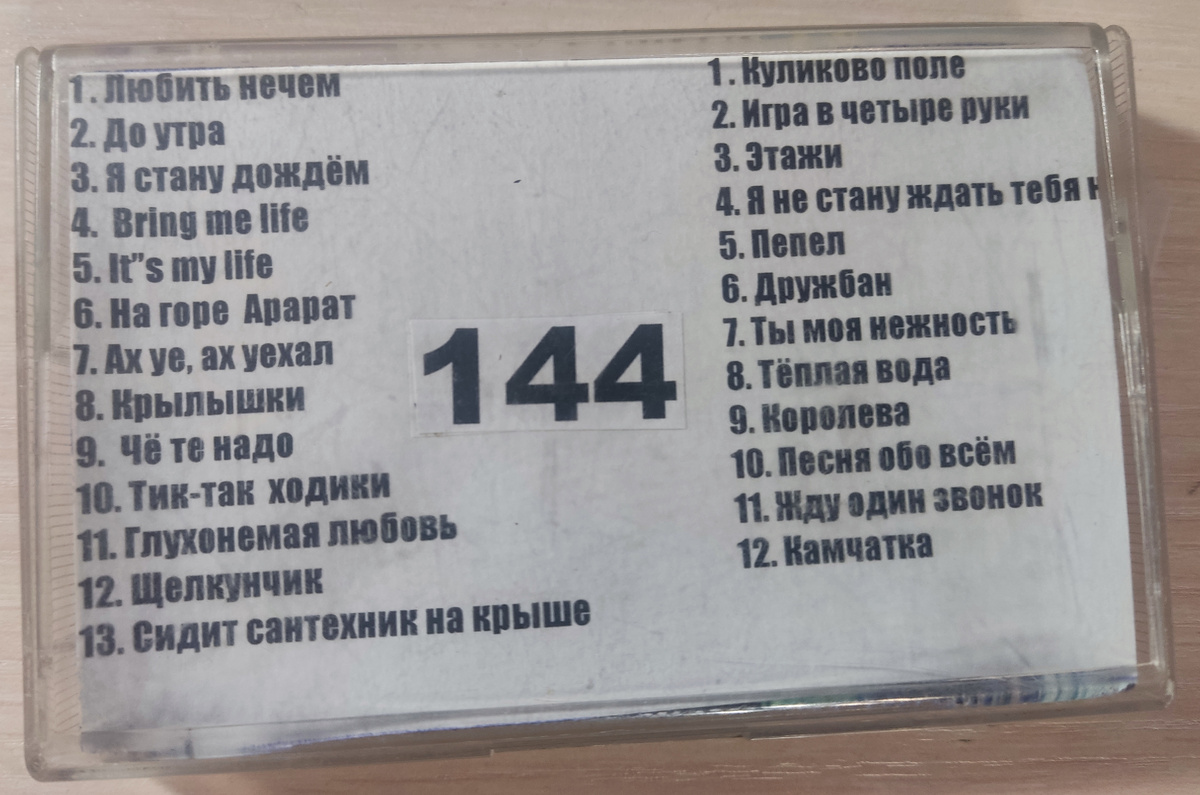 1. Любить нечем
2. До утра
3. Я стану дождём
4. Bring me life
5. It"s my life
6. На горе Арарат
7. Ах уе, ах уехал
8. Крылышки
9. Чё те надо
10. Тик-так ходики
11. Глухонемая любовь
12. Щелкунчик
13. Сидит сантехник на крыше
144
1. Куликово поле
2. Игра в четыре руки
3. Этажи
4. Я не стану ждать тебя
5. Пепел
6. Дружбан
7. Ты моя нежность
8. Тёплая вода
9. Королева
10. Песня обо всём
11. Жду один звонок
12. Камчатка